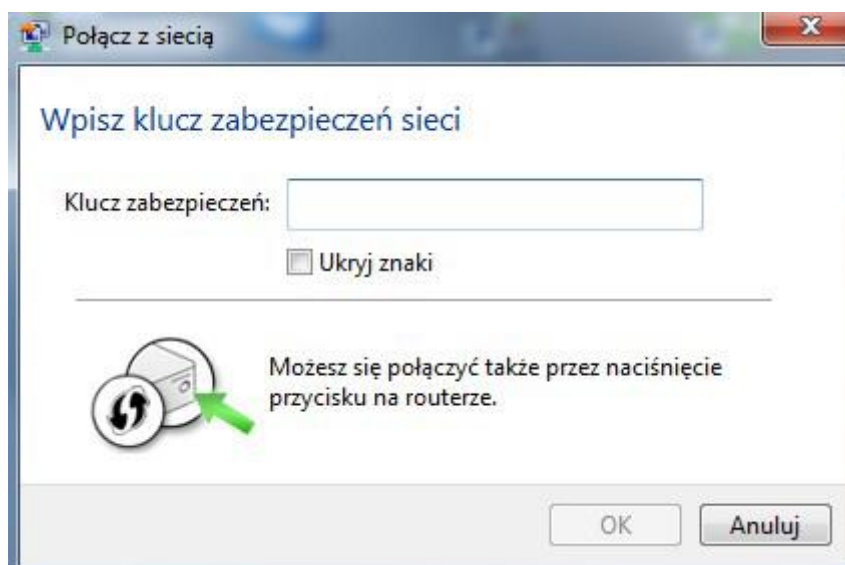 Połącz z siecią
Wpisz klucz zabezpieczeń sieci
Klucz zabezpieczeń:
Ukryj znaki
Możesz się połączyć także przez naciśnięcie
przycisku na routerze.
OK Anuluj